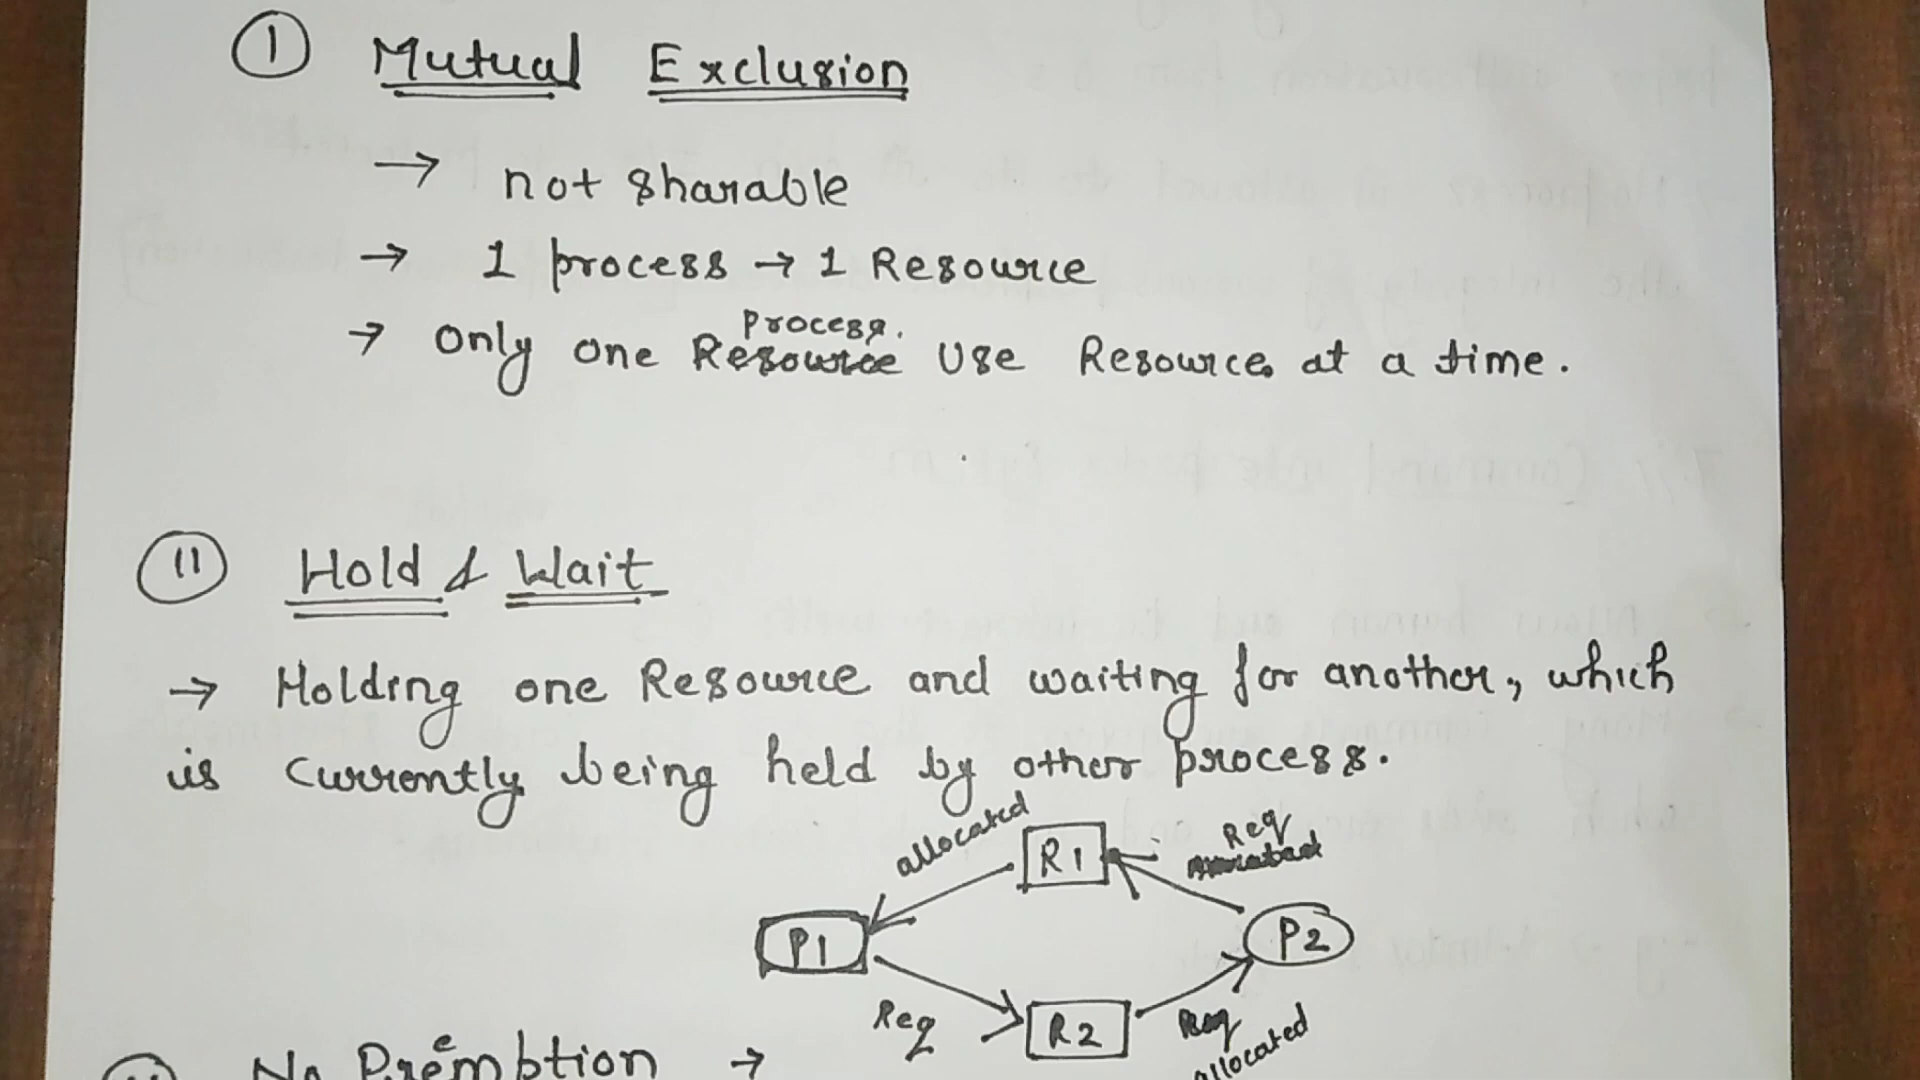 I Mutual Exclusion
→ not sharable
→ 1 process → 1 Resource
process.
→ Only one Resource Use Resource at a time.
II Hold & Wait
→ Holding one Resource and waiting for another, which
is currently being held by other process.
allocated
R1
Req
P1
P2
Req
R2
Req
allocated
No Preemption →